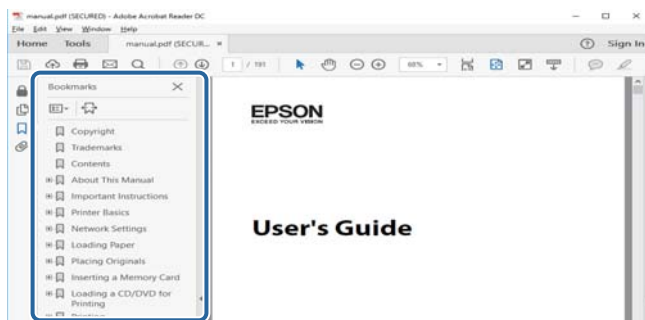 manual.pdf (SECURED) - Adobe Acrobat Reader DC
File Edit View Window Help
Home Tools manual.pdf (SECUR... × Sign In
1 / 191 68%
Bookmarks
Copyright
Trademarks
Contents
About This Manual
Important Instructions
Printer Basics
Network Settings
Loading Paper
Placing Originals
Inserting a Memory Card
Loading a CD/DVD for
Printing
EPSON
EXCEED YOUR VISION
User's Guide